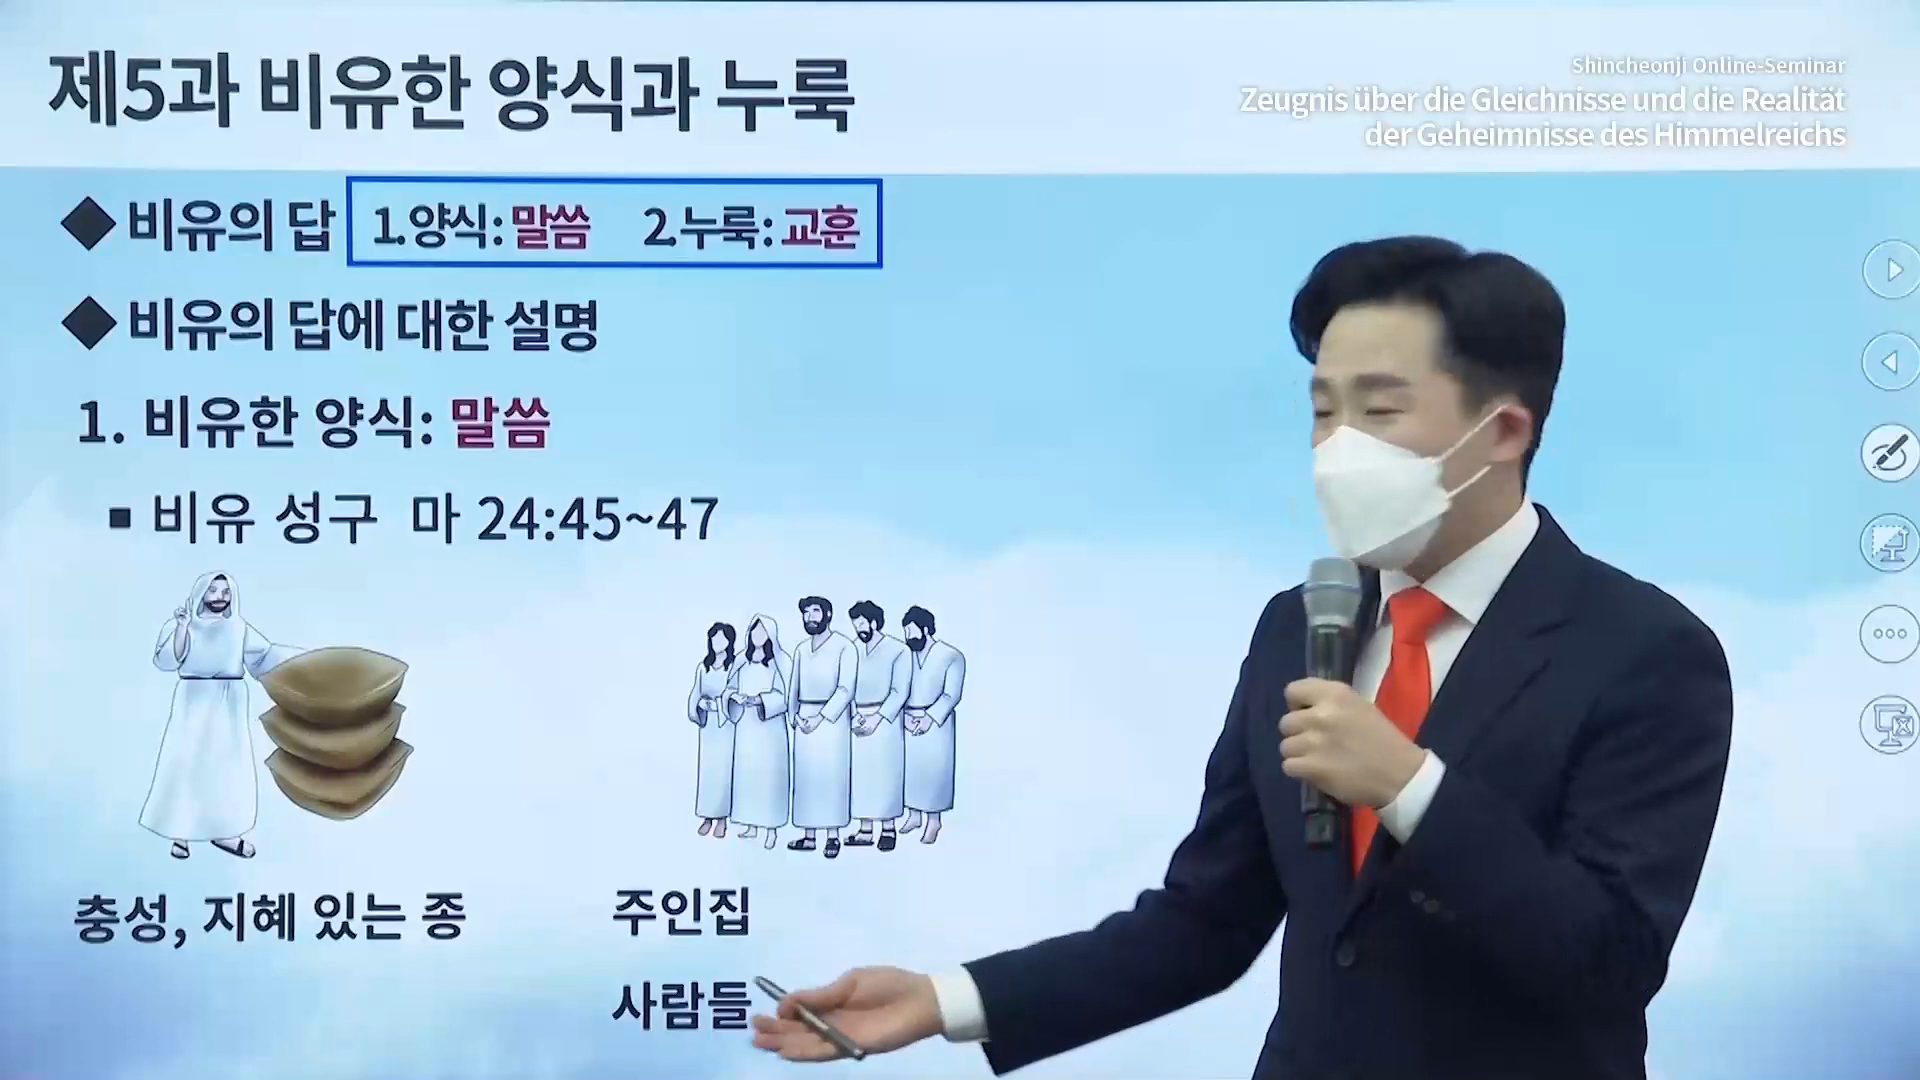 제5과 비유한 양식과 누룩
Shincheonji Online-Seminar
Zeugnis über die Gleichnisse und die Realität
der Geheimnisse des Himmelreichs
◆ 비유의 답 1.양식: 말씀 2.누룩: 교훈
◆ 비유의 답에 대한 설명
1. 비유한 양식: 말씀
▪ 비유 성구 마 24:45~47
충성, 지혜 있는 종
주인집
사람들